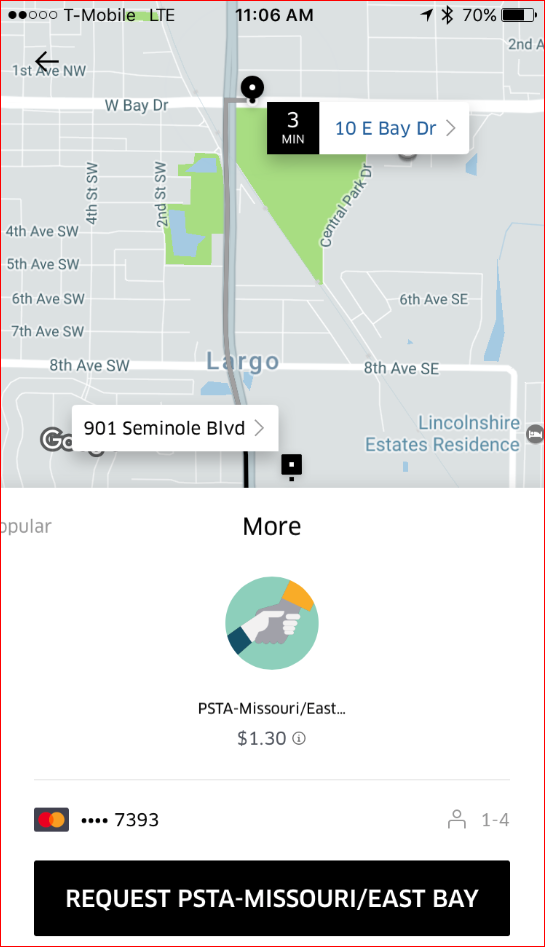 T-Mobile LTE 11:06 AM 70%
2nd A
1st Ave NW
W Bay Dr
3 MIN
10 E Bay Dr
4th St SW
2nd St SW
Central Park Dr
4th Ave SW
5th Ave SW
6th Ave SW
6th Ave SE
7th Ave SW
8th Ave SW
Largo
8th Ave SE
901 Seminole Blvd
Lincolnshire
Estates Residence
opular
More
PSTA-Missouri/East...
$1.30
•••• 7393
1-4
REQUEST PSTA-MISSOURI/EAST BAY